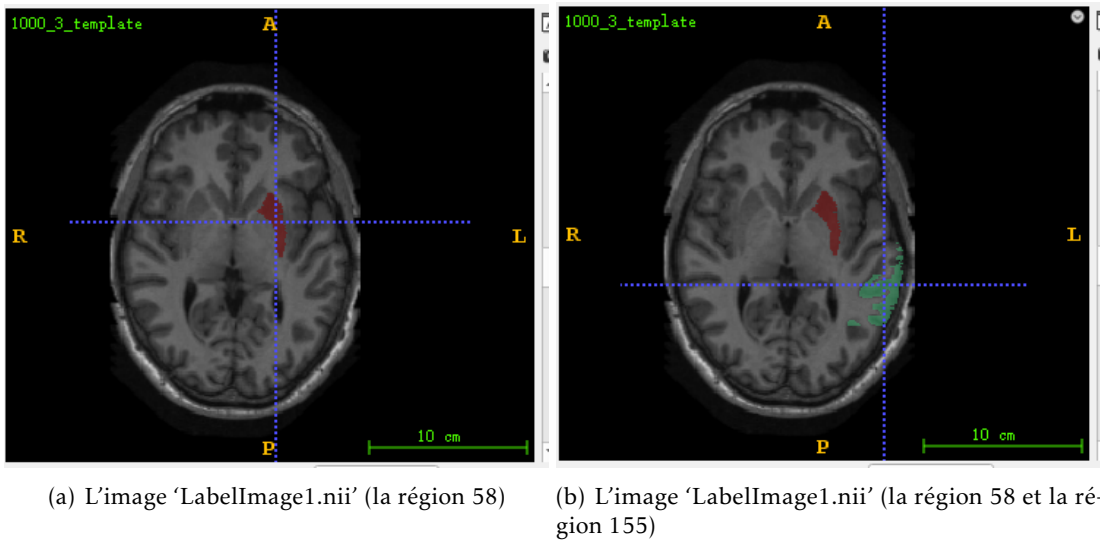 1000_3_template
A
R
L
10 cm
P
1000_3_template
A
R
L
10 cm
P
(a) L'image ‘LabelImage1.nii’ (la région 58)
(b) L'image ‘LabelImage1.nii’ (la région 58 et la ré-
gion 155)